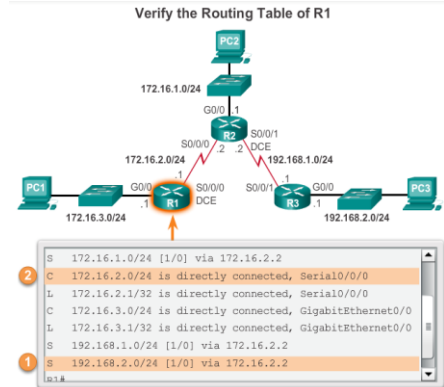 Verify the Routing Table of R1
PC2
172.16.1.0/24
G0/0 .1
R2
S0/0/0 .2
.2 S0/0/1
DCE
172.16.2.0/24
192.168.1.0/24
PC1
G0/0
.1
.1
R1
S0/0/0
DCE
S0/0/1
.1
R3
G0/0
.1
PC3
172.16.3.0/24
192.168.2.0/24
S 172.16.1.0/24 [1/0] via 172.16.2.2
2 C 172.16.2.0/24 is directly connected, Serial0/0/0
L 172.16.2.1/32 is directly connected, Serial0/0/0
C 172.16.3.0/24 is directly connected, GigabitEthernet0/0
L 172.16.3.1/32 is directly connected, GigabitEthernet0/0
S 192.168.1.0/24 [1/0] via 172.16.2.2
1 S 192.168.2.0/24 [1/0] via 172.16.2.2
R1#